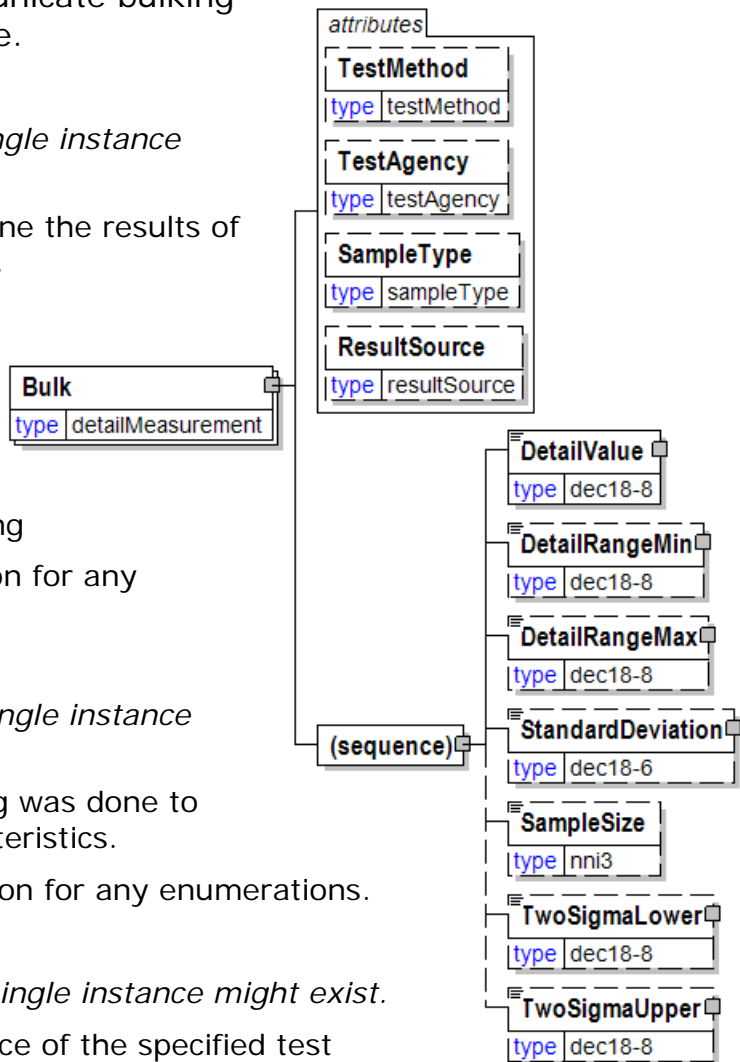 unicate bulking
e.
ngle instance
ne the results of
ng
on for any
ngle instance
g was done to
teristics.
on for any enumerations.
ingle instance might exist.
ce of the specified test
attributes
TestMethod
type testMethod
TestAgency
type testAgency
SampleType
type sampleType
ResultSource
type resultSource
Bulk
type detailMeasurement
(sequence)
DetailValue
type dec18-8
DetailRangeMin
type dec18-8
DetailRangeMax
type dec18-8
StandardDeviation
type dec18-6
SampleSize
type nni3
TwoSigmaLower
type dec18-8
TwoSigmaUpper
type dec18-8